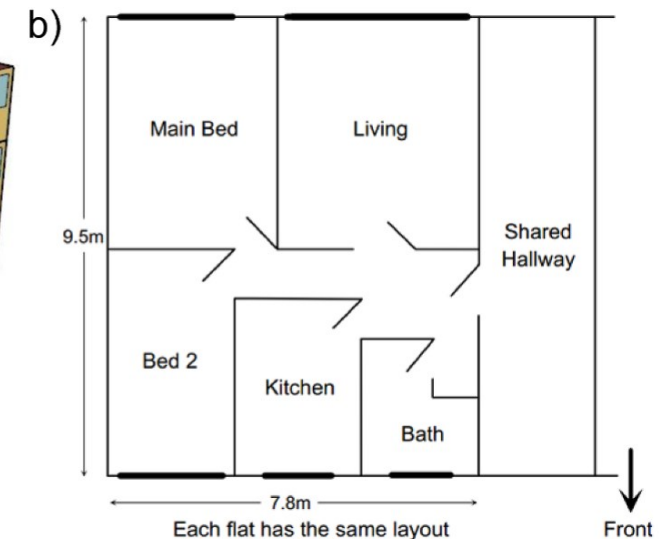 b)
Main Bed
Living
9.5m
Shared
Hallway
Bed 2
Kitchen
Bath
7.8m
Each flat has the same layout
Front